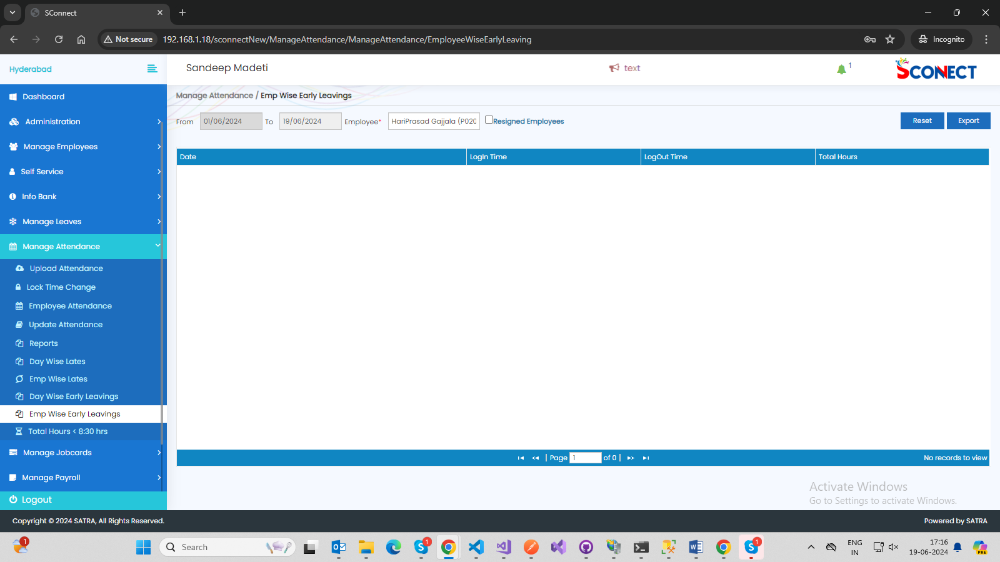 SConnect
Not secure
192.168.1.18/sconnectNew/ManageAttendance/ManageAttendance/EmployeeWiseEarlyLeaving
Incognito
Hyderabad
Sandeep Madeti
text
1
SCONNECT
Dashboard
Administration
Manage Employees
Self Service
Info Bank
Manage Leaves
Manage Attendance
Upload Attendance
Lock Time Change
Employee Attendance
Update Attendance
Reports
Day Wise Lates
Emp Wise Lates
Day Wise Early Leavings
Emp Wise Early Leavings
Total Hours < 8:30 hrs
Manage Jobcards
Manage Payroll
Logout
Manage Attendance / Emp Wise Early Leavings
From 01/06/2024 To 19/06/2024 Employee* HariPrasad Gajjala (P020 Resigned Employees Reset Export
Date LogIn Time LogOut Time Total Hours
Page 1 of 0 No records to view
Activate Windows
Go to Settings to activate Windows.
Copyright © 2024 SATRA, All Rights Reserved. Powered by SATRA
1
Search
1
1
ENG
IN
17:16
19-06-2024
PRE